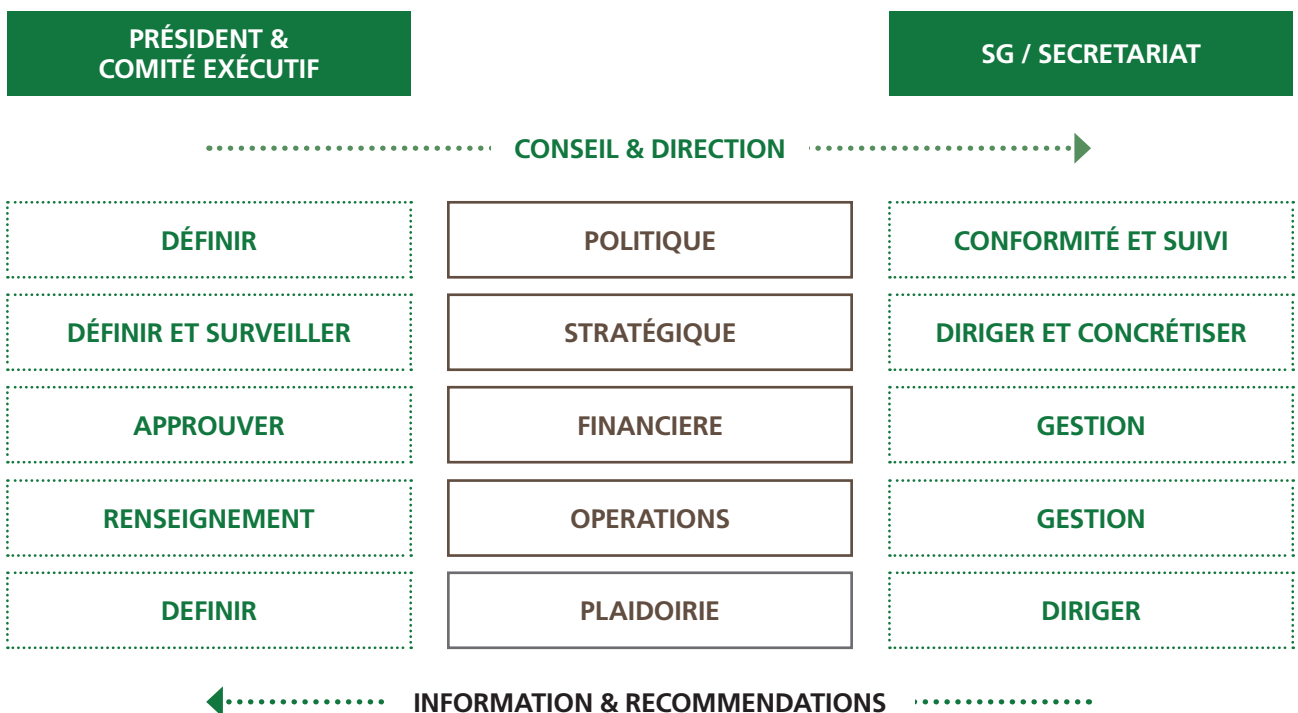 PRÉSIDENT &
COMITÉ EXÉCUTIF
SG / SECRETARIAT
CONSEIL & DIRECTION
DÉFINIR
POLITIQUE
CONFORMITÉ ET SUIVI
DÉFINIR ET SURVEILLER
STRATÉGIQUE
DIRIGER ET CONCRÉTISER
APPROUVER
FINANCIERE
GESTION
RENSEIGNEMENT
OPERATIONS
GESTION
DEFINIR
PLAIDOIRIE
DIRIGER
INFORMATION & RECOMMENDATIONS